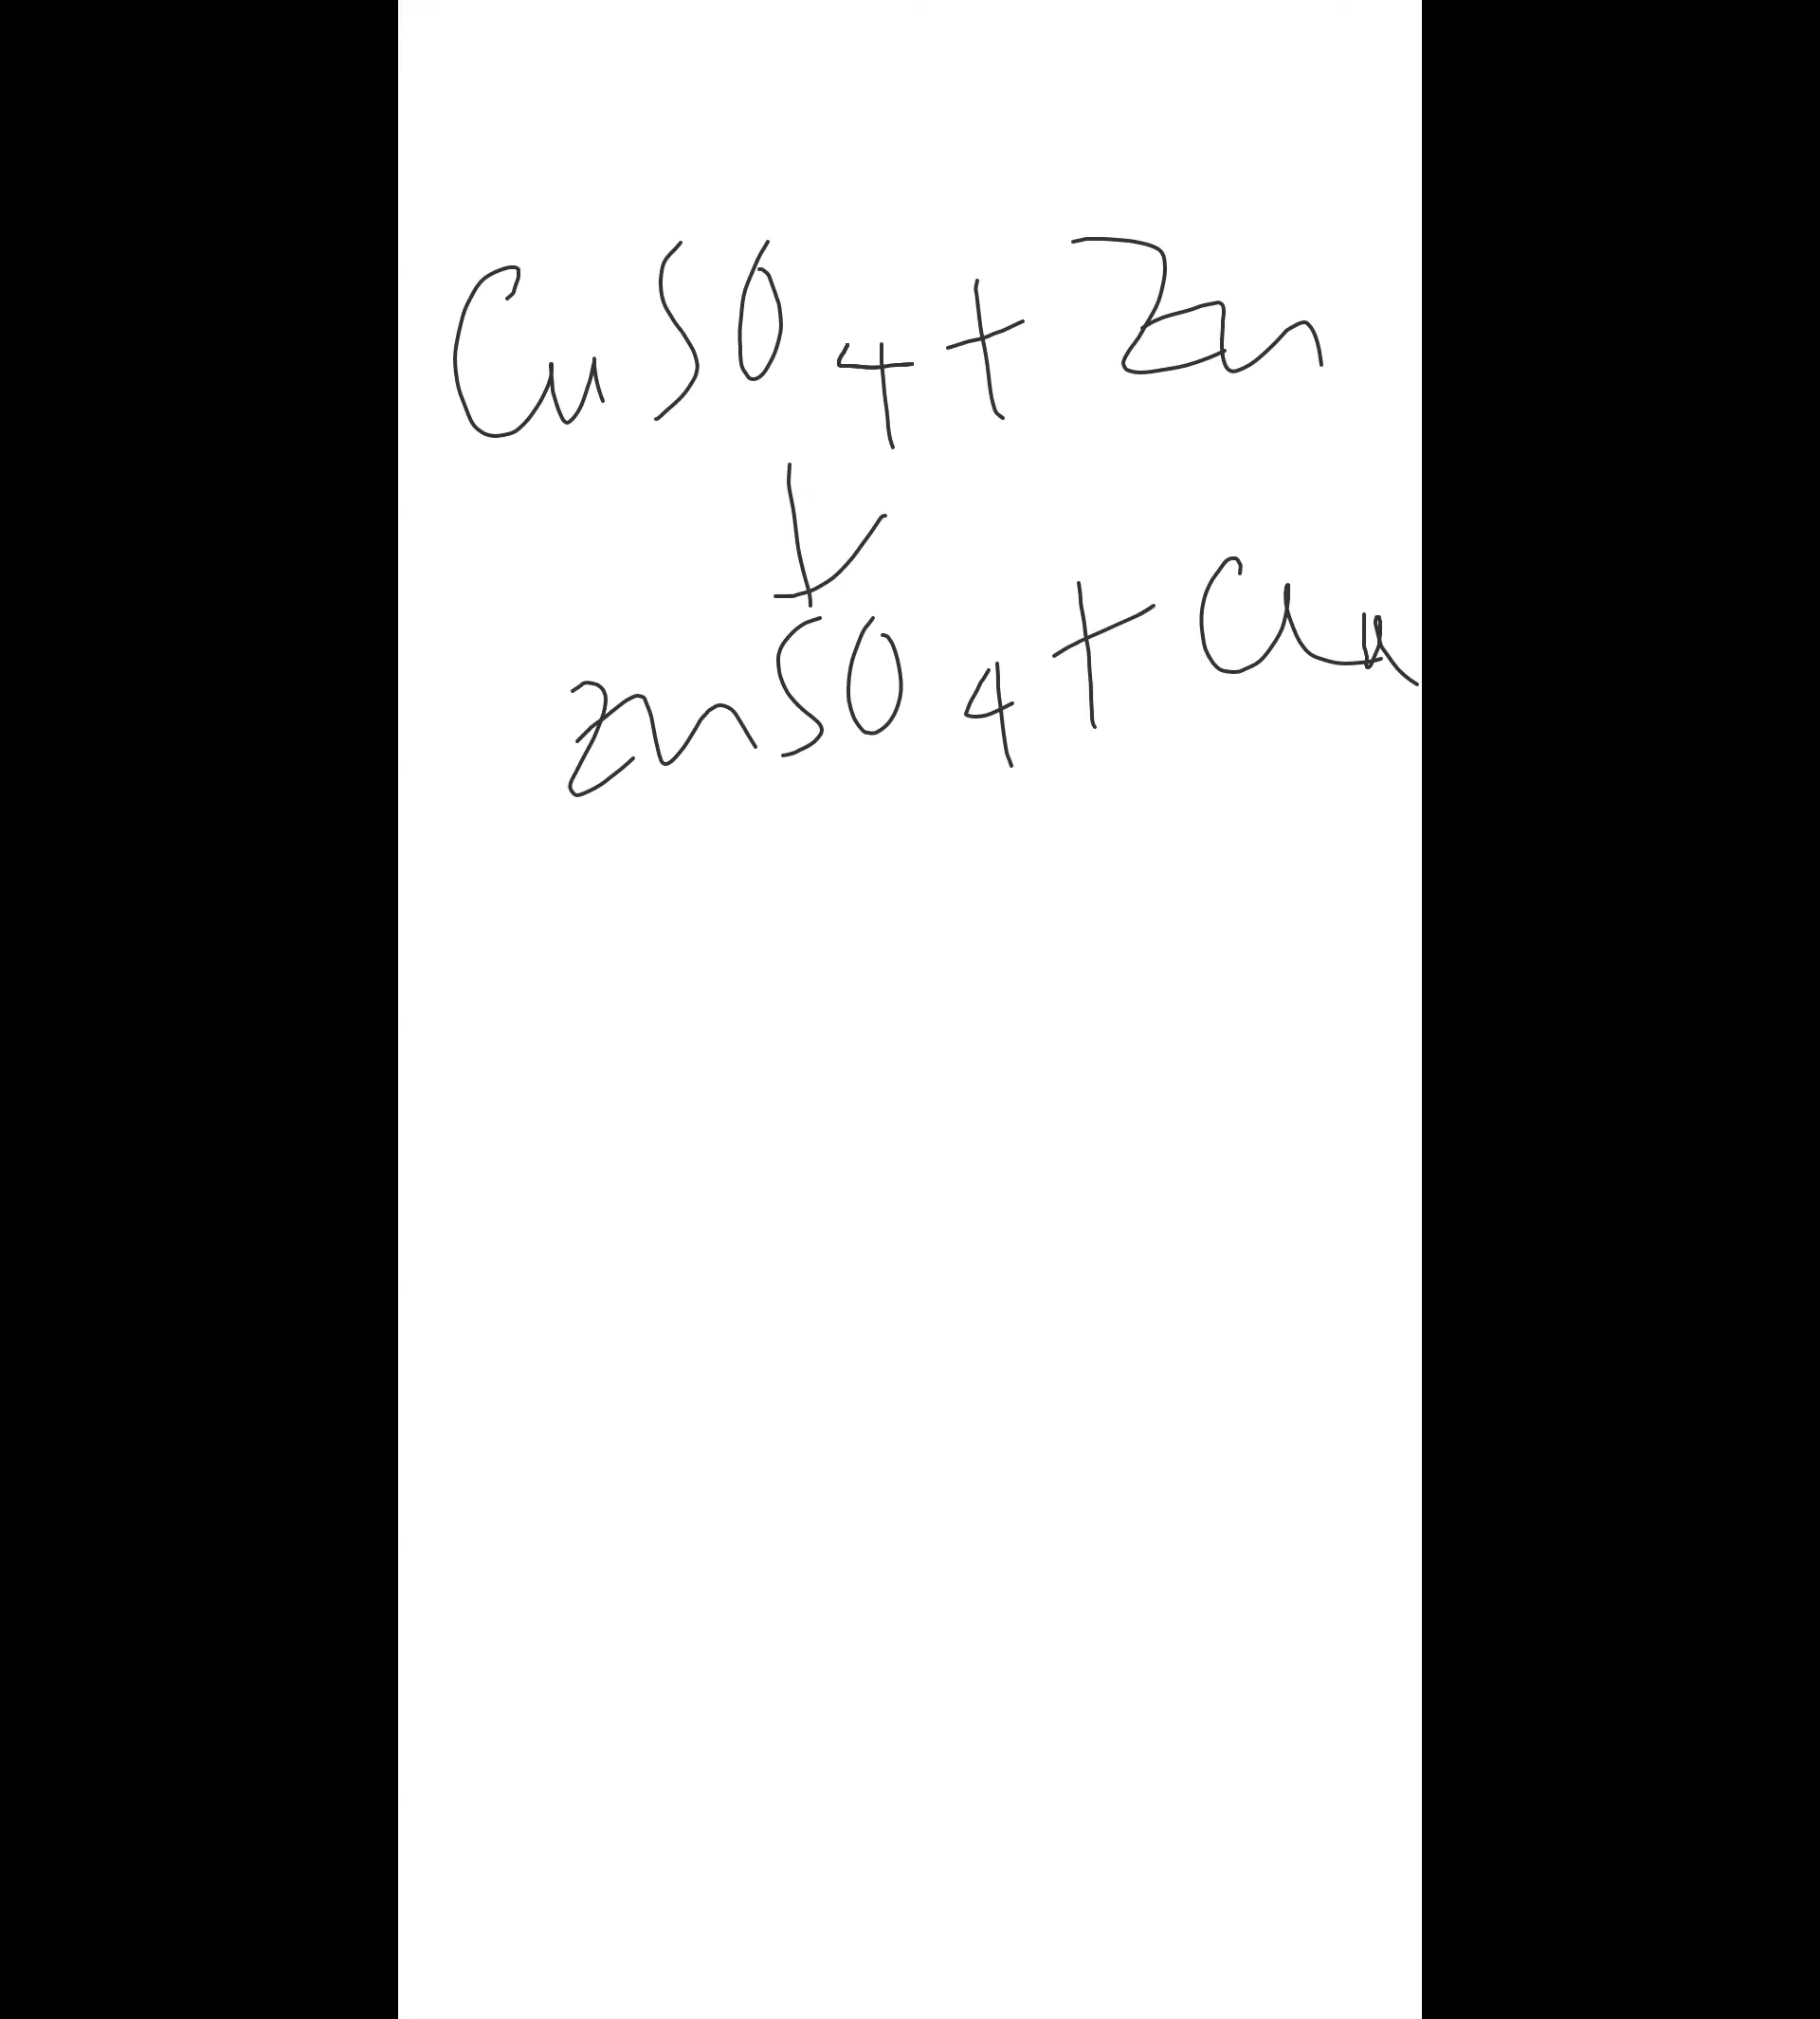 CuSO4 + Zn
↓
ZnSO4 + Cu